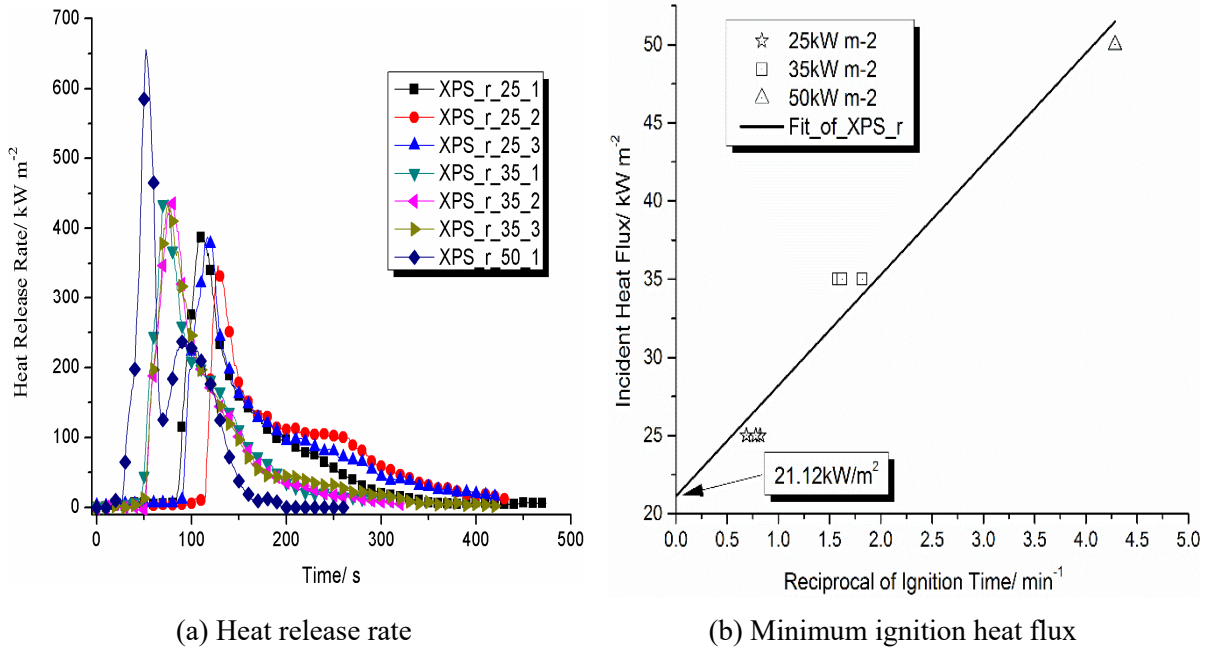 700
600
500
400
300
200
100
0
Heat Release Rate/ kW m-2
XPS_r_25_1
XPS_r_25_2
XPS_r_25_3
XPS_r_35_1
XPS_r_35_2
XPS_r_35_3
XPS_r_50_1
0 100 200 300 400 500
Time/ s
(a) Heat release rate
50
45
40
35
30
25
20
Incident Heat Flux/ kW m-2
25kW m-2
35kW m-2
50kW m-2
Fit_of_XPS_r
21.12kW/m2
0.0 0.5 1.0 1.5 2.0 2.5 3.0 3.5 4.0 4.5 5.0
Reciprocal of Ignition Time/ min-1
(b) Minimum ignition heat flux